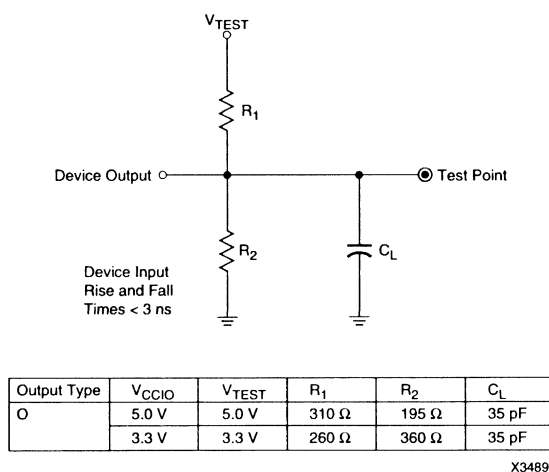 V_TEST
R_1
Device Output
Test Point
R_2
C_L
Device Input
Rise and Fall
Times < 3 ns
Output Type V_CCIO V_TEST R_1 R_2 C_L
O 5.0 V 5.0 V 310 Ω 195 Ω 35 pF
3.3 V 3.3 V 260 Ω 360 Ω 35 pF
X3489